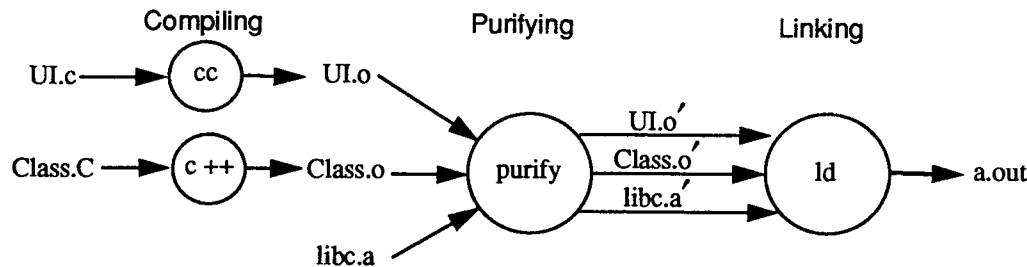 Compiling Purifying Linking
UI.c cc UI.o
UI.o′
Class.C c ++ Class.o purify Class.o′ ld a.out
libc.a′
libc.a